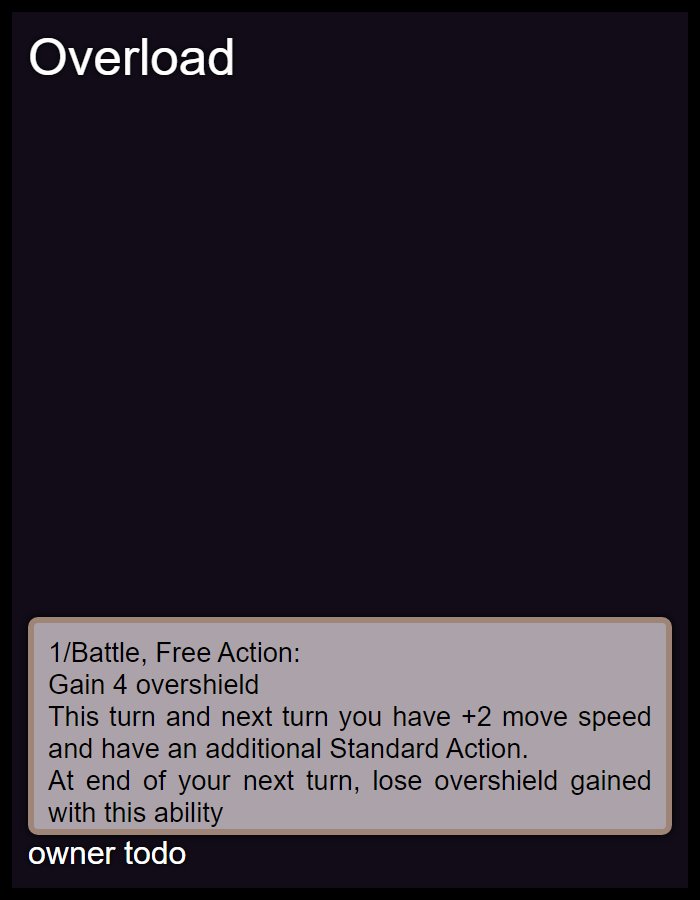 Overload
1/Battle, Free Action:
Gain 4 overshield
This turn and next turn you have +2 move speed
and have an additional Standard Action.
At end of your next turn, lose overshield gained
with this ability
owner todo